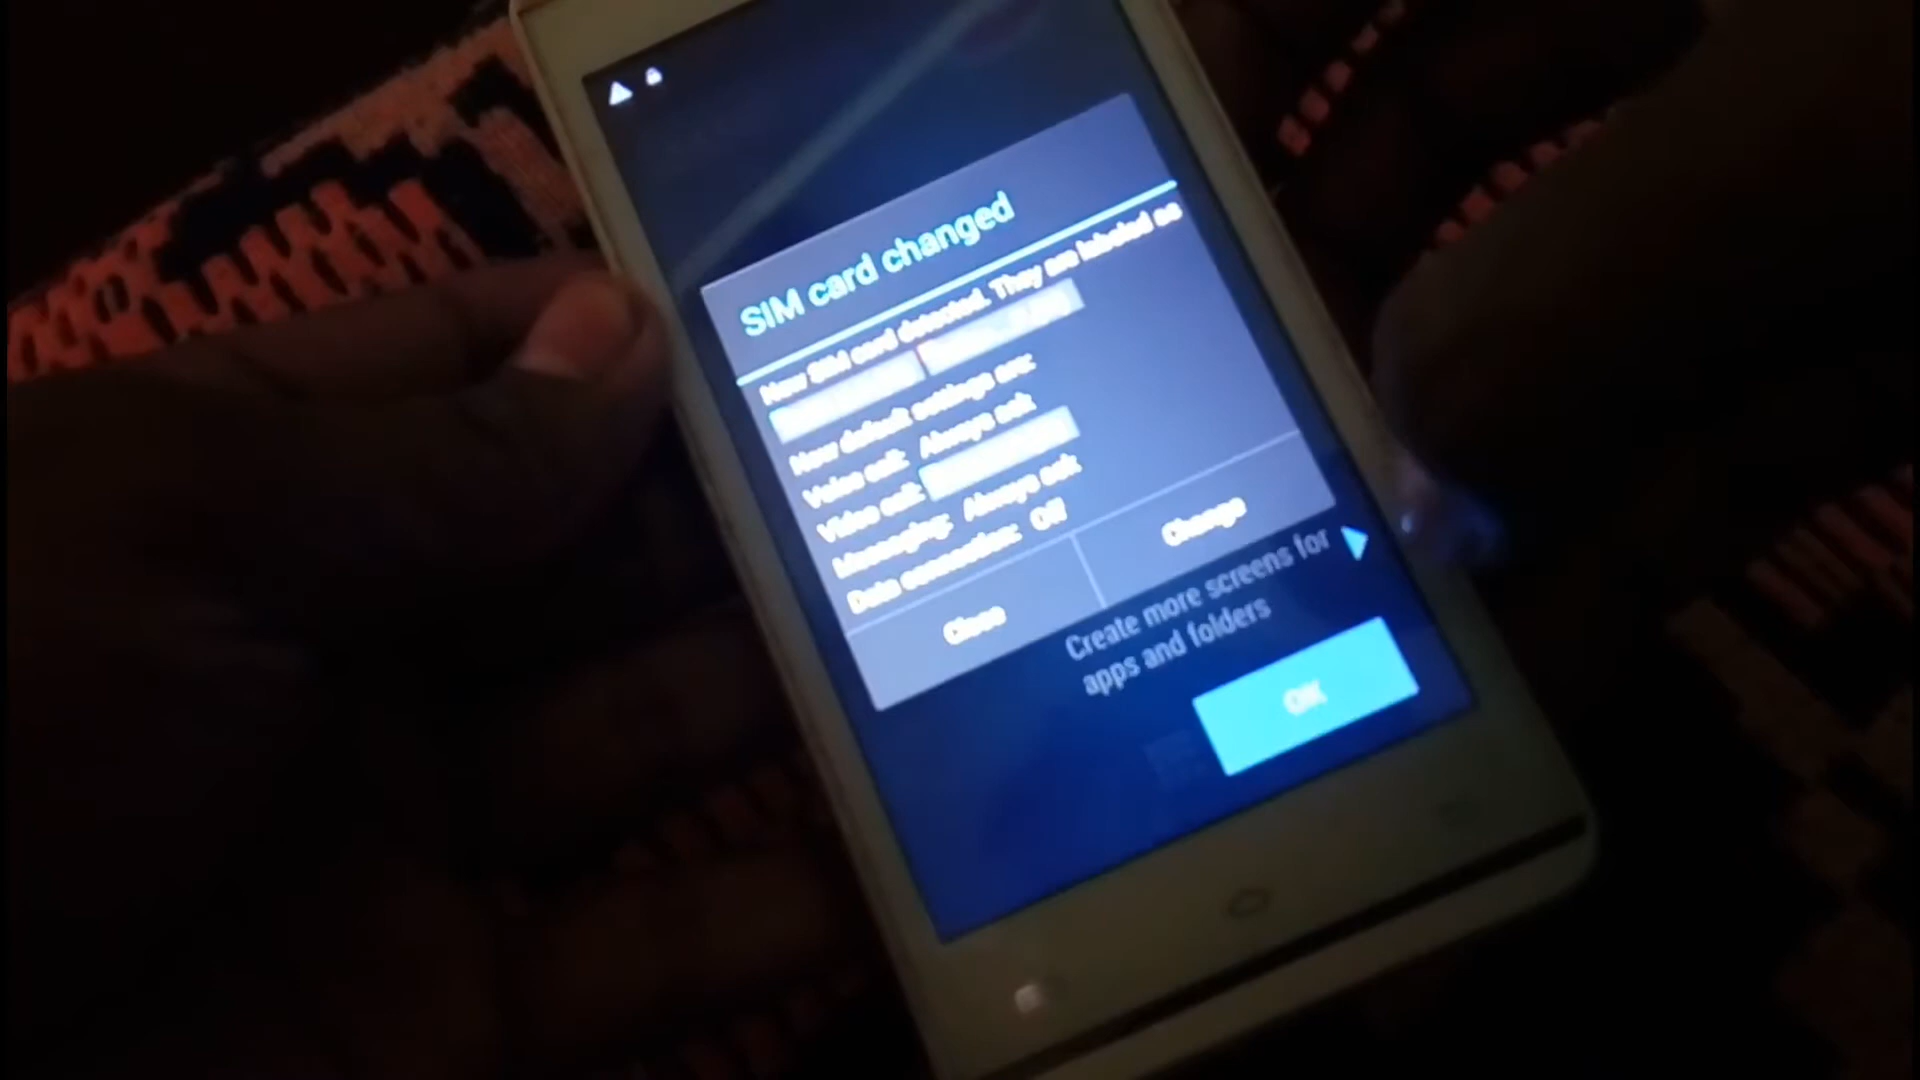 SIM card changed
New SIM card detected. They are labeled as
New default settings are:
Voice call: Always ask
Video call:
Messaging: Always ask
Data connection: Off
Close
Change
Create more screens for
apps and folders
OK